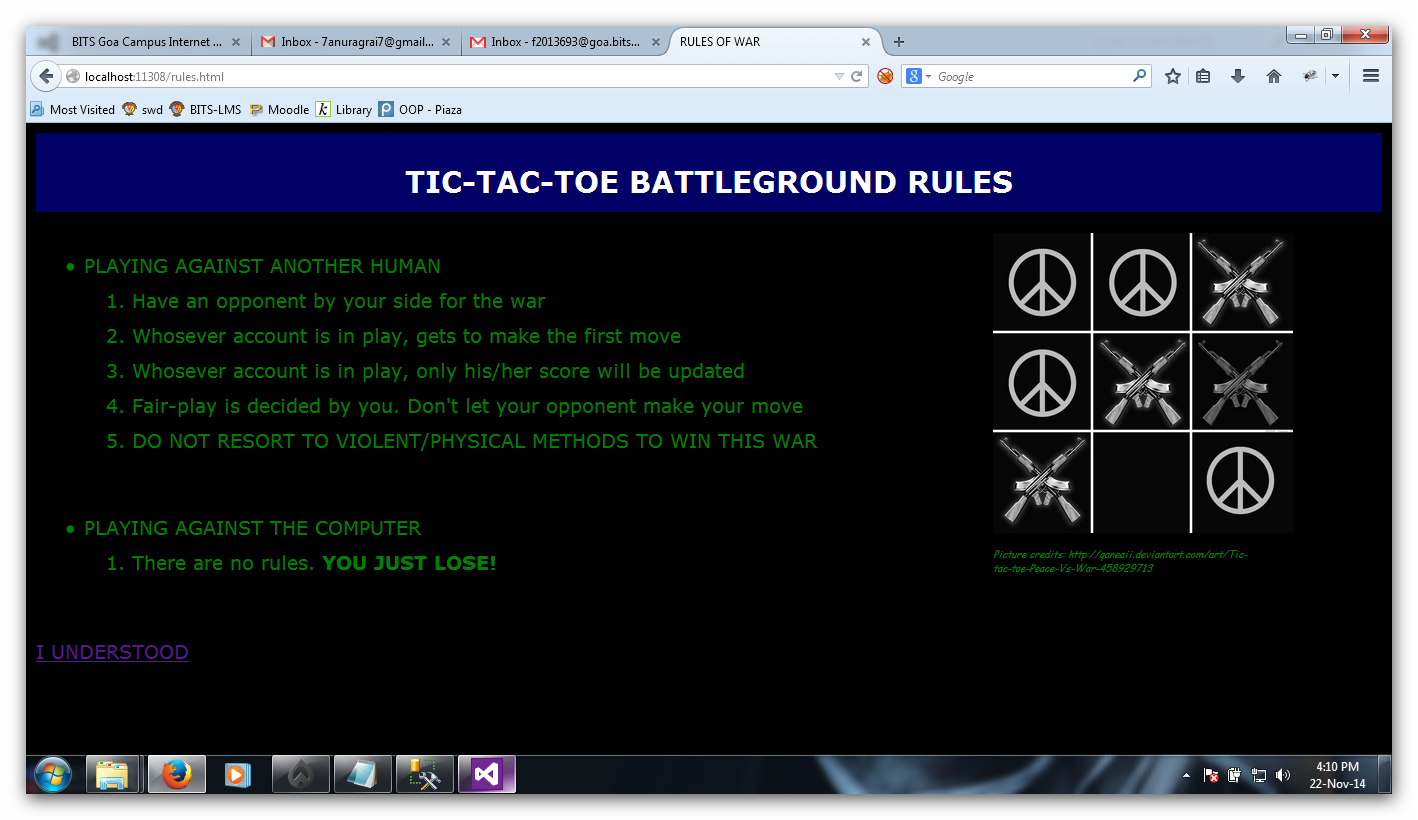 BITS Goa Campus Internet ...
Inbox - 7anuragrai7@gmail...
Inbox - f2013693@goa.bits...
RULES OF WAR
localhost:11308/rules.html
Google
Most Visited swd BITS-LMS Moodle Library OOP - Piaza
TIC-TAC-TOE BATTLEGROUND RULES
• PLAYING AGAINST ANOTHER HUMAN
1. Have an opponent by your side for the war
2. Whosever account is in play, gets to make the first move
3. Whosever account is in play, only his/her score will be updated
4. Fair-play is decided by you. Don't let your opponent make your move
5. DO NOT RESORT TO VIOLENT/PHYSICAL METHODS TO WIN THIS WAR
• PLAYING AGAINST THE COMPUTER
1. There are no rules. YOU JUST LOSE!
Picture credits: http://qaneaii.deviantart.com/art/Tic-
tac-toe-Peace-Vs-War-458929713
I UNDERSTOOD
4:10 PM
22-Nov-14